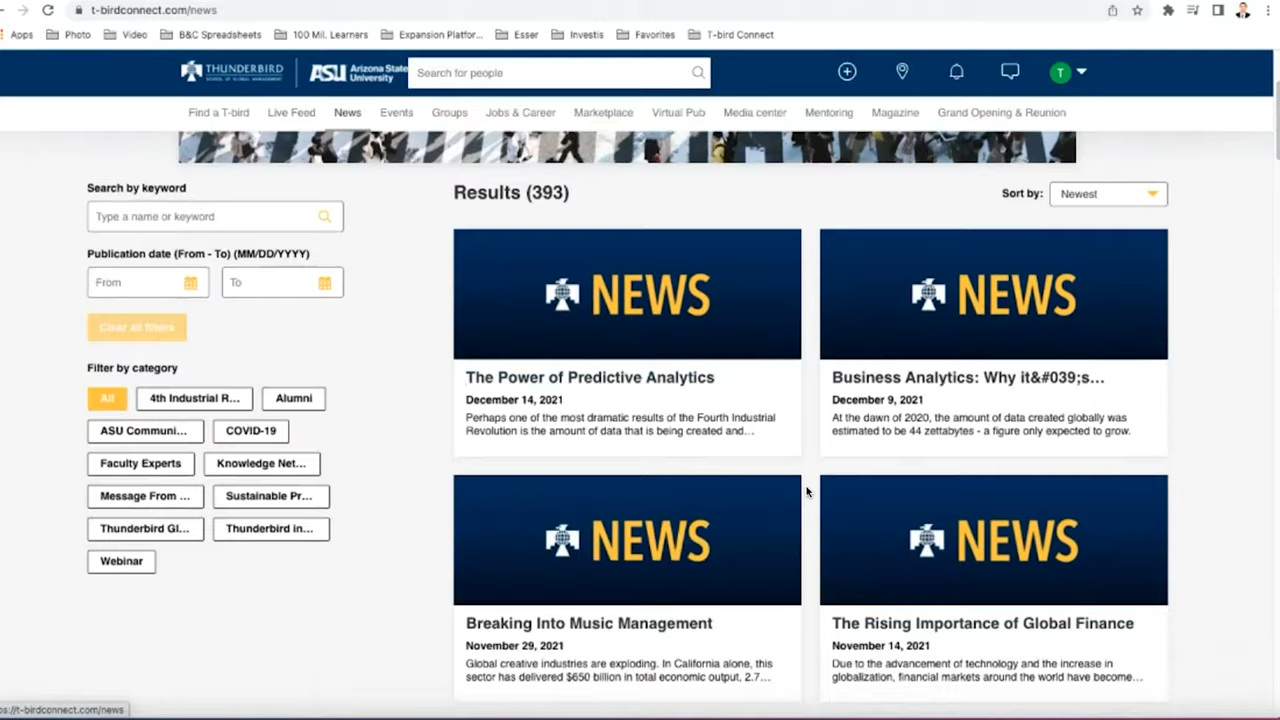 t-birdconnect.com/news
Apps Photo Video B&C Spreadsheets 100 Mil. Learners Expansion Platfor... Esser Investis Favorites T-bird Connect
THUNDERBIRD
SCHOOL OF GLOBAL MANAGEMENT
ASU Arizona State University
Search for people
T
Find a T-bird Live Feed News Events Groups Jobs & Career Marketplace Virtual Pub Media center Mentoring Magazine Grand Opening & Reunion
Search by keyword
Type a name or keyword
Publication date (From - To) (MM/DD/YYYY)
From To
Clear all filters
Filter by category
All 4th Industrial R... Alumni
ASU Communi... COVID-19
Faculty Experts Knowledge Net...
Message From ... Sustainable Pr...
Thunderbird Gl... Thunderbird in...
Webinar
Results (393)
Sort by: Newest
NEWS
The Power of Predictive Analytics
December 14, 2021
Perhaps one of the most dramatic results of the Fourth Industrial
Revolution is the amount of data that is being created and...
NEWS
Business Analytics: Why it&#039;s...
December 9, 2021
At the dawn of 2020, the amount of data created globally was
estimated to be 44 zettabytes - a figure only expected to grow.
NEWS
Breaking Into Music Management
November 29, 2021
Global creative industries are exploding. In California alone, this
sector has delivered $650 billion in total economic output, 2.7...
NEWS
The Rising Importance of Global Finance
November 14, 2021
Due to the advancement of technology and the increase in
globalization, financial markets around the world have become...
ps://t-birdconnect.com/news